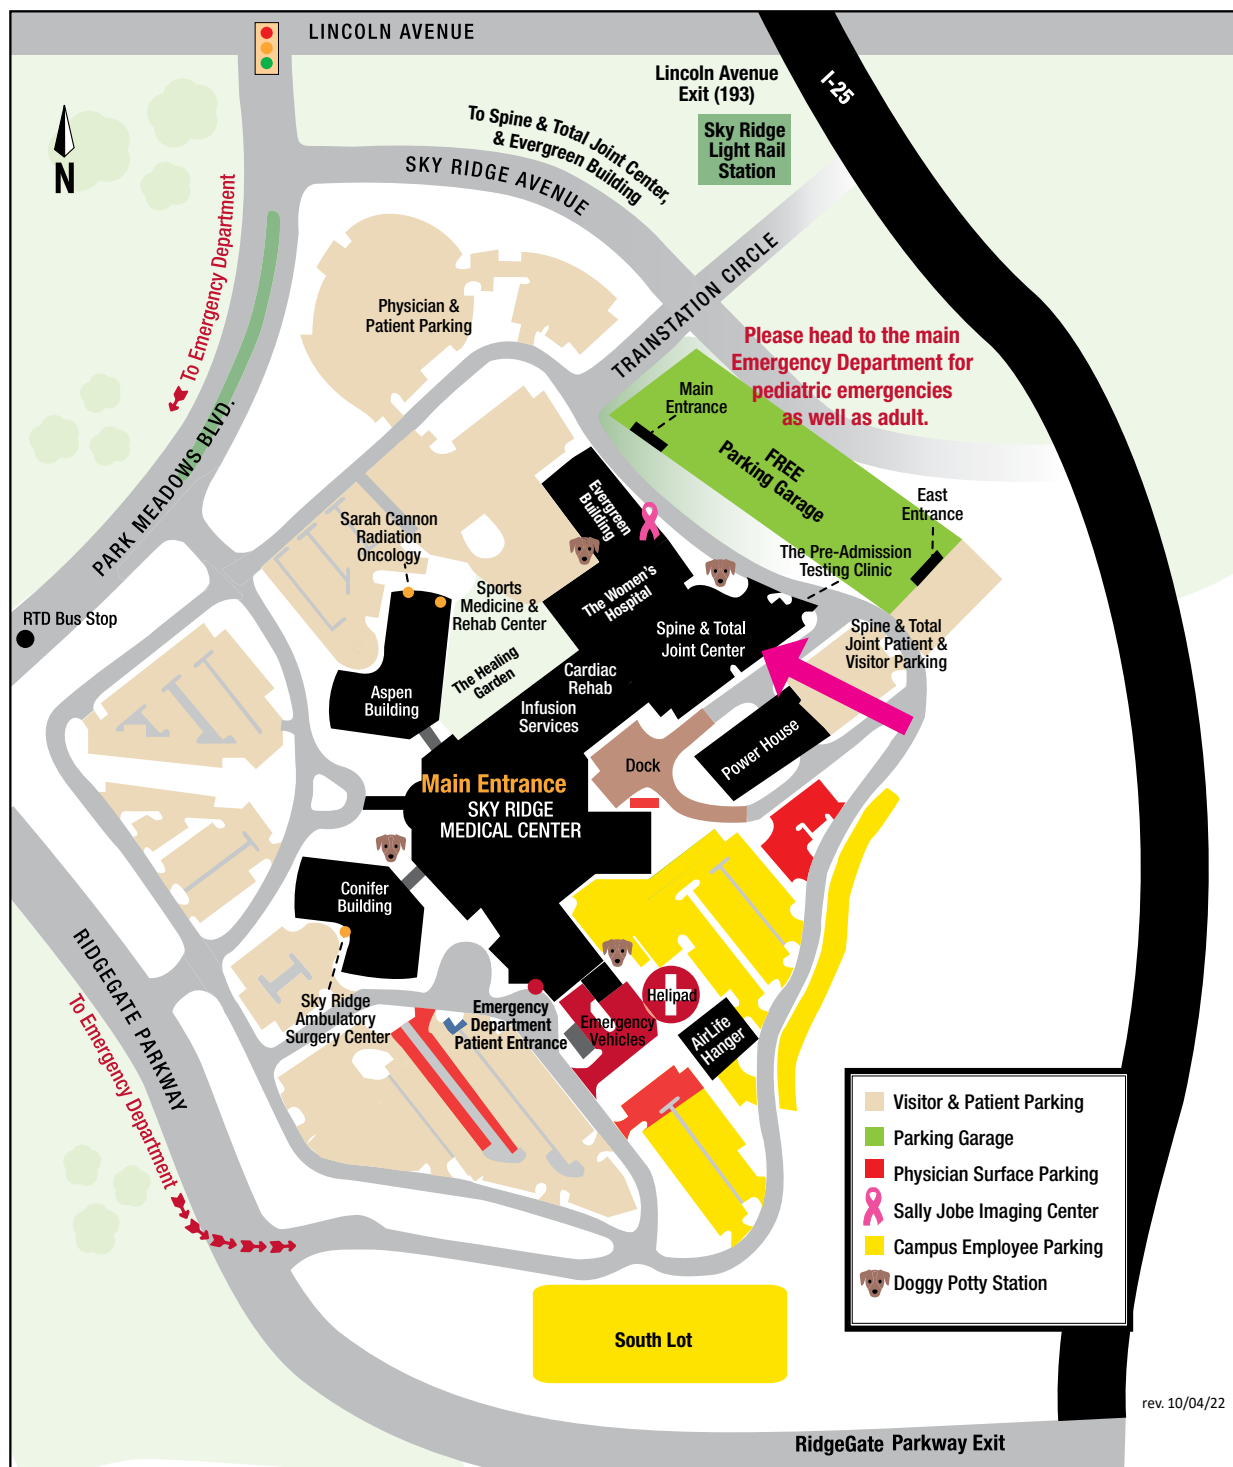 LINCOLN AVENUE
I-25
Lincoln Avenue
Exit (193)
Sky Ridge
Light Rail
Station
To Spine & Total Joint Center,
& Evergreen Building
SKY RIDGE AVENUE
N
To Emergency Department
TRAINSTATION CIRCLE
Physician &
Patient Parking
Please head to the main
Emergency Department for
pediatric emergencies
as well as adult.
Main
Entrance
FREE
Parking Garage
East
Entrance
PARK MEADOWS BLVD.
Evergreen
Building
Sarah Cannon
Radiation
Oncology
The Pre-Admission
Testing Clinic
Sports
Medicine &
Rehab Center
The Women's
Hospital
RTD Bus Stop
Spine & Total
Joint Center
Spine & Total
Joint Patient &
Visitor Parking
The Healing
Garden
Cardiac
Rehab
Aspen
Building
Infusion
Services
Power House
Dock
Main Entrance
SKY RIDGE
MEDICAL CENTER
Conifer
Building
RIDGEGATE PARKWAY
To Emergency Department
Sky Ridge
Ambulatory
Surgery Center
Emergency
Department
Patient Entrance
Helipad
Emergency
Vehicles
AirLife
Hanger
Visitor & Patient Parking
Parking Garage
Physician Surface Parking
Sally Jobe Imaging Center
Campus Employee Parking
Doggy Potty Station
South Lot
rev. 10/04/22
RidgeGate Parkway Exit